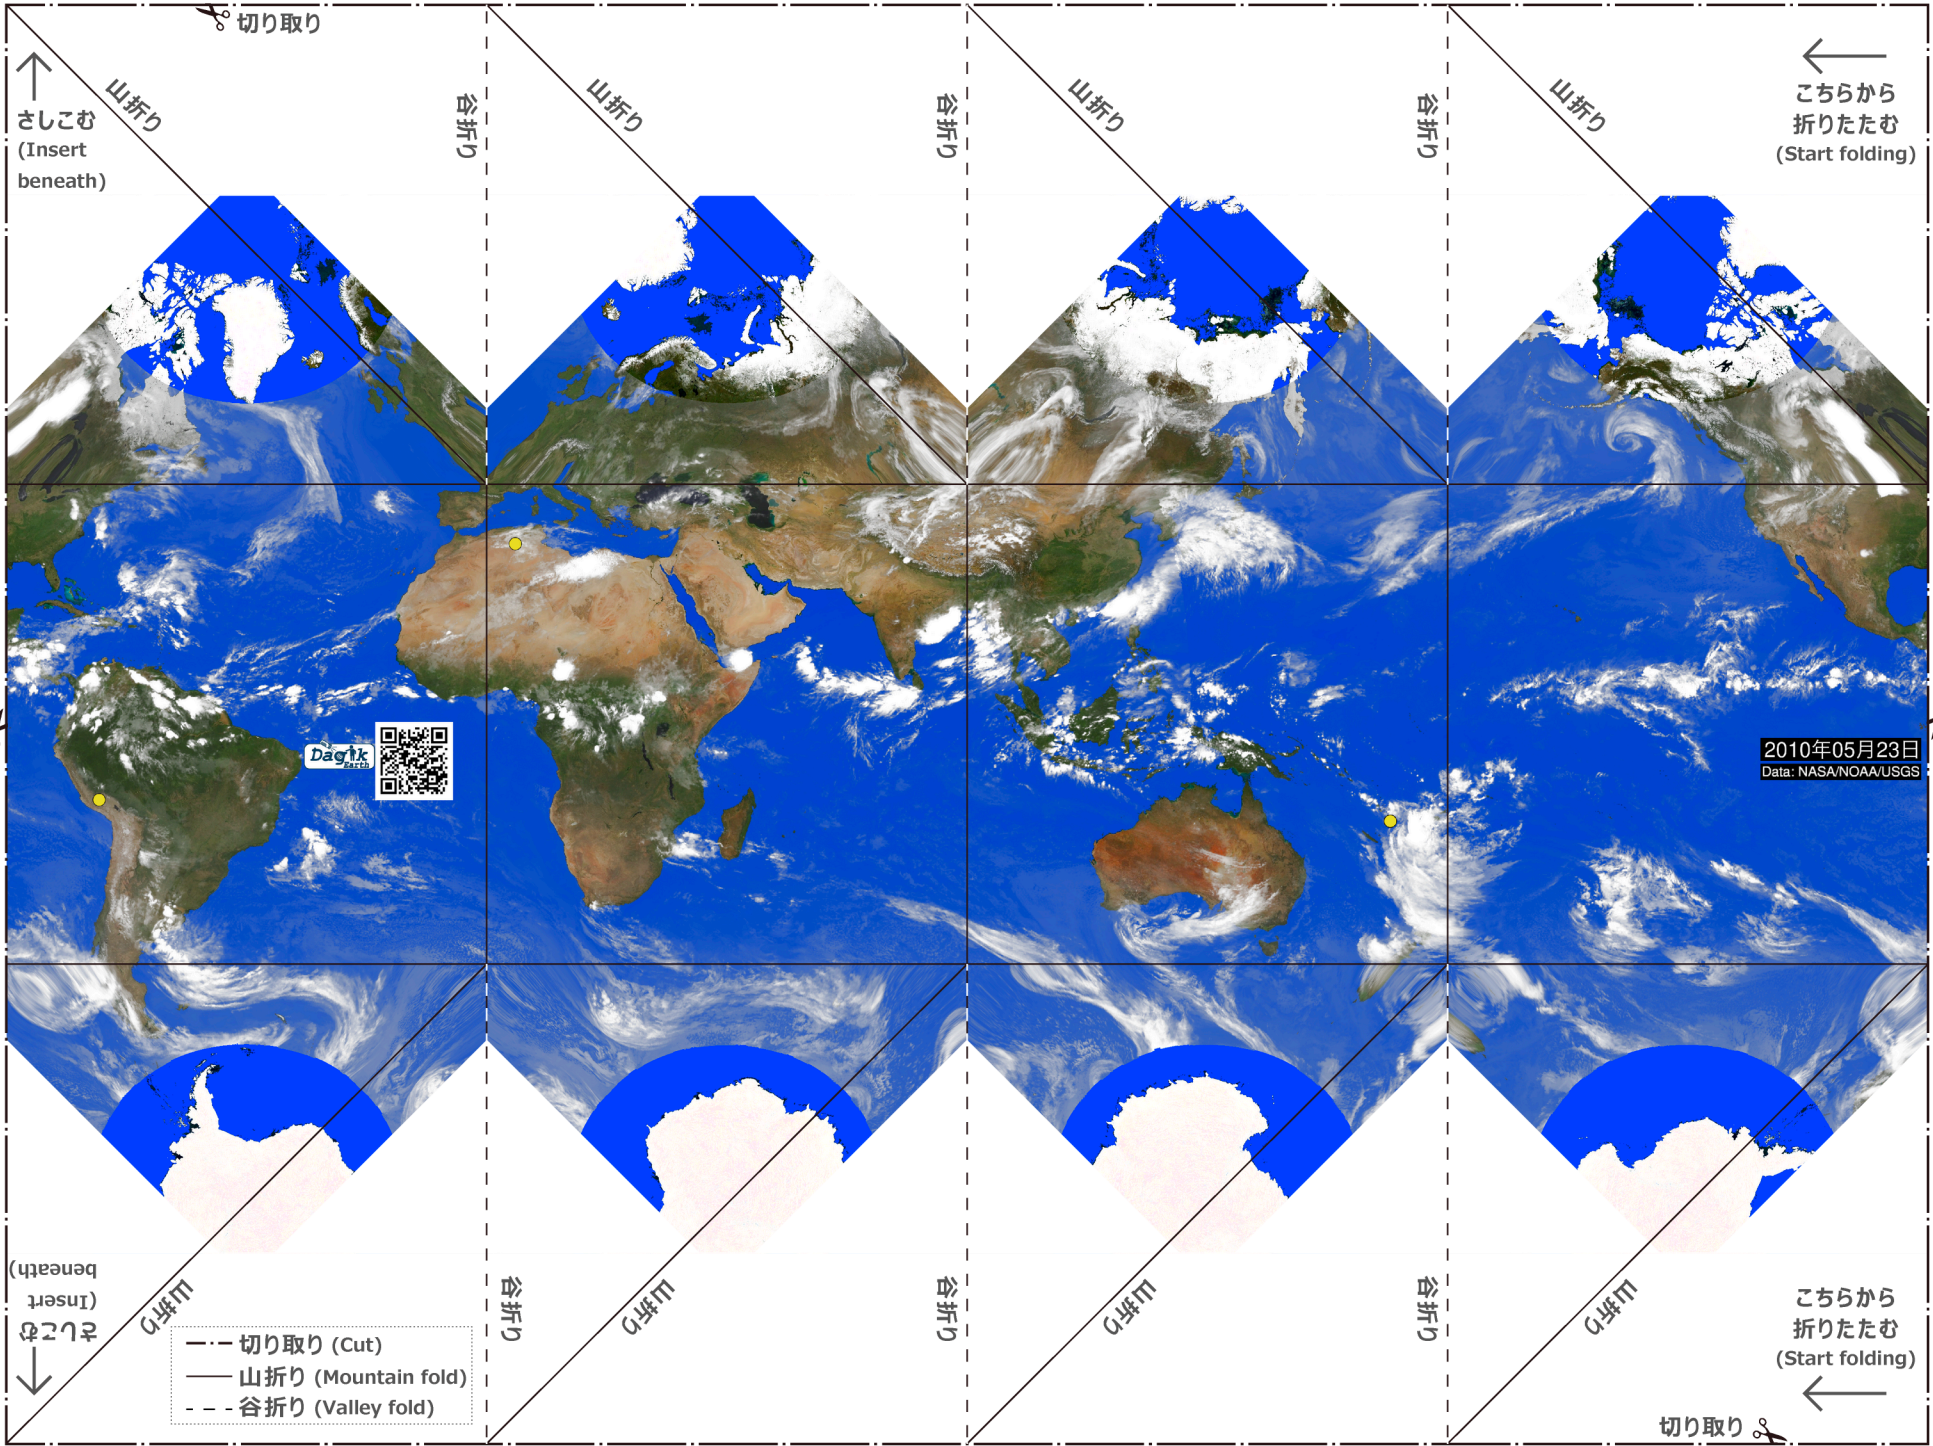 切り取り
山折り
谷折り
山折り
谷折り
山折り
谷折り
山折り
さしこむ
(Insert
beneath)
こちらから
折りたたむ
(Start folding)
Dagik
Earth
2010年05月23日
Data: NASA/NOAA/USGS
さしこむ
(Insert
beneath)
山折り
谷折り
山折り
谷折り
山折り
谷折り
山折り
こちらから
折りたたむ
(Start folding)
切り取り (Cut)
山折り (Mountain fold)
谷折り (Valley fold)
切り取り